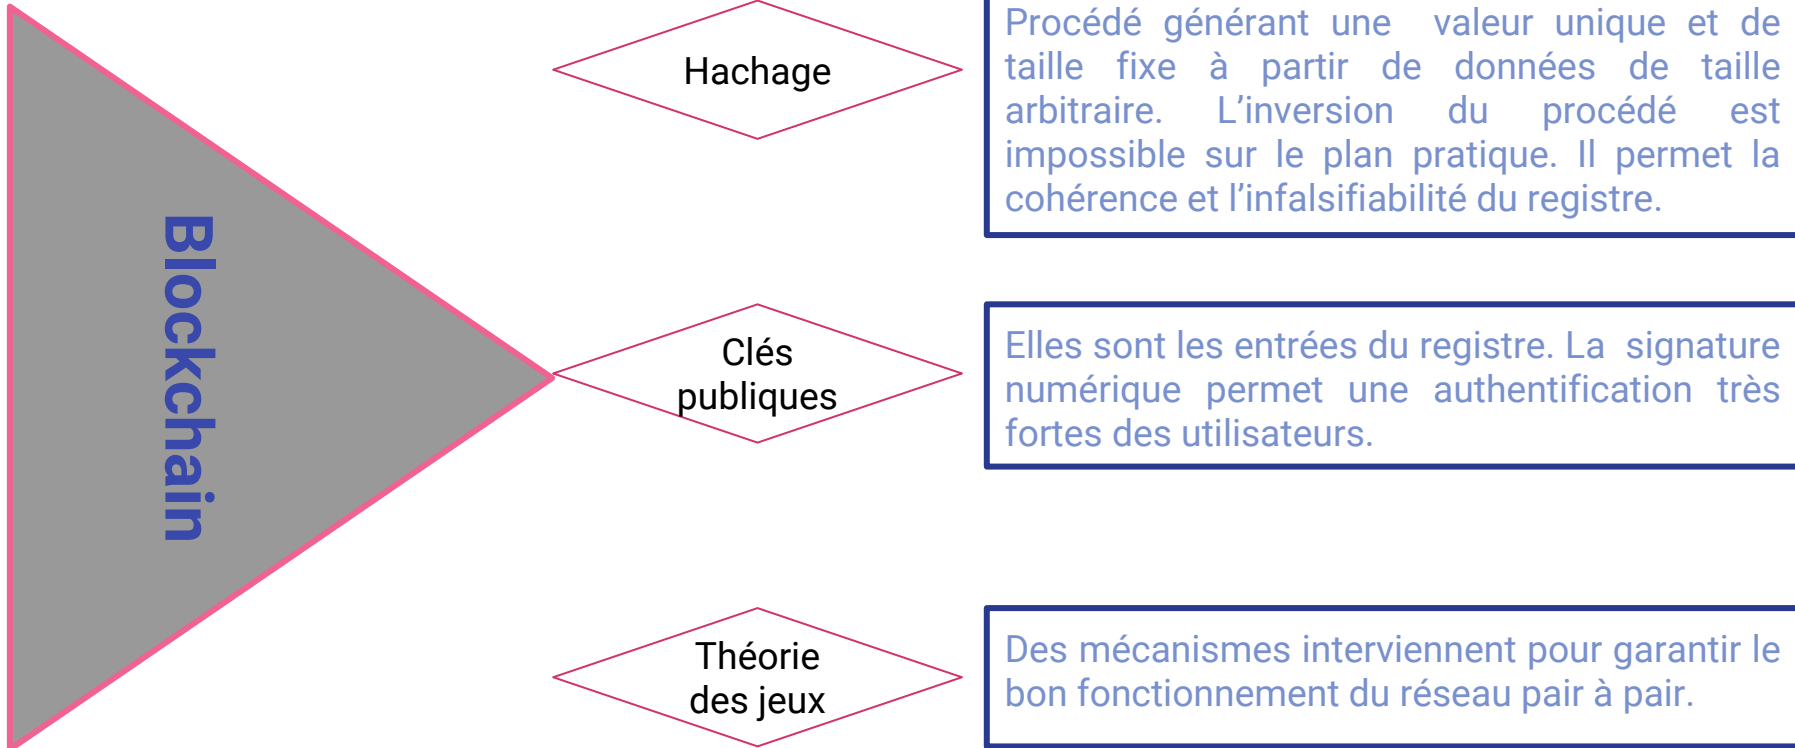 Blockchain
Hachage
Procédé générant une valeur unique et de
taille fixe à partir de données de taille
arbitraire. L’inversion du procédé est
impossible sur le plan pratique. Il permet la
cohérence et l’infalsifiabilité du registre.
Clés
publiques
Elles sont les entrées du registre. La signature
numérique permet une authentification très
fortes des utilisateurs.
Théorie
des jeux
Des mécanismes interviennent pour garantir le
bon fonctionnement du réseau pair à pair.